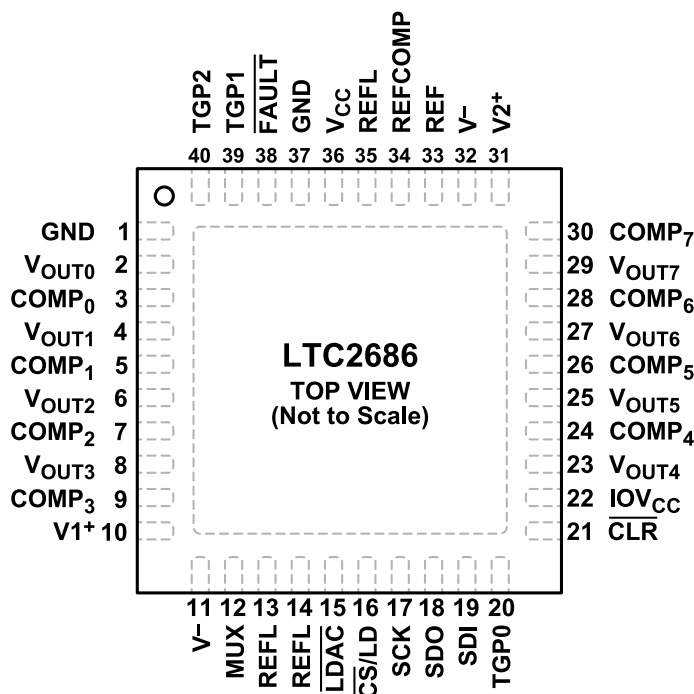 TGP2
TGP1
FAULT
GND
VCC
REFL
REFCOMP
REF
V–
V2+
40 39 38 37 36 35 34 33 32 31
GND 1
VOUT0 2
COMP0 3
VOUT1 4
COMP1 5
VOUT2 6
COMP2 7
VOUT3 8
COMP3 9
V1+ 10
LTC2686
TOP VIEW
(Not to Scale)
30 COMP7
29 VOUT7
28 COMP6
27 VOUT6
26 COMP5
25 VOUT5
24 COMP4
23 VOUT4
22 IOVCC
21 CLR
11 12 13 14 15 16 17 18 19 20
V–
MUX
REFL
REFL
LDAC
CS/LD
SCK
SDO
SDI
TGP0